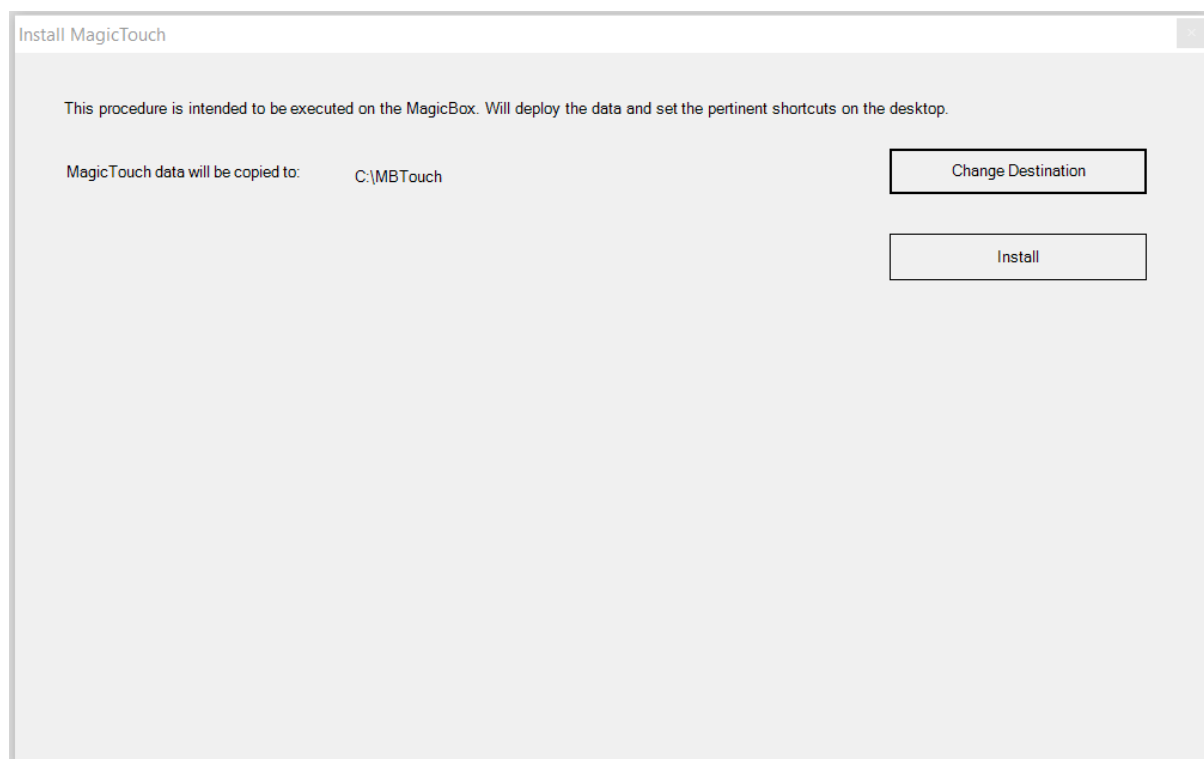 Install MagicTouch
This procedure is intended to be executed on the MagicBox. Will deploy the data and set the pertinent shortcuts on the desktop.
MagicTouch data will be copied to:
C:\MBTouch
Change Destination
Install